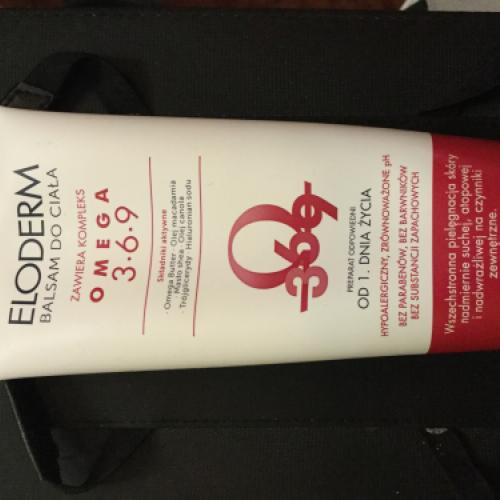 ELODERM
BALSAM DO CIAŁA
ZAWIERA KOMPLEKS
OMEGA
3·6·9
Składniki aktywne
· Omega Butter · Olej macadamia
· Masło shea · Olej canola
· Trójglicerydy · Hialuronian sodu
369
PREPARAT ODPOWIEDNI
OD 1. DNIA ŻYCIA
HYPOALERGICZNY, ZRÓWNOWAŻONE pH
BEZ PARABENÓW, BEZ BARWNIKÓW
BEZ SUBSTANCJI ZAPACHOWYCH
Wszechstronna pielęgnacja skóry
nadmiernie suchej, atopowej
i nadwrażliwej na czynniki
zewnętrzne.